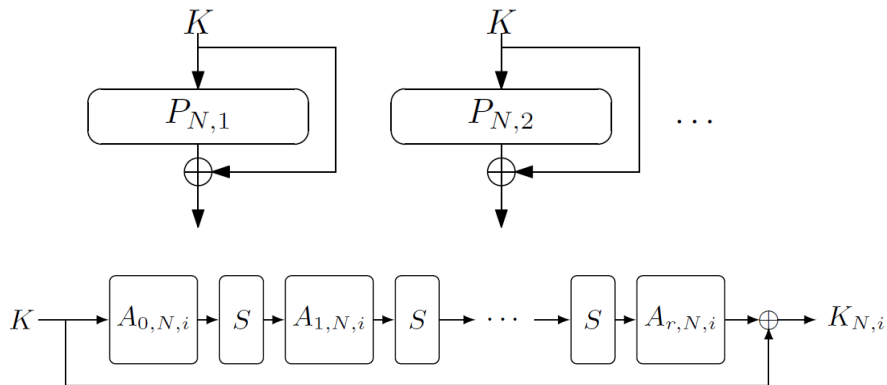 K K
P_{N,1} P_{N,2} ...
K A_{0,N,i} S A_{1,N,i} S ... S A_{r,N,i} K_{N,i}